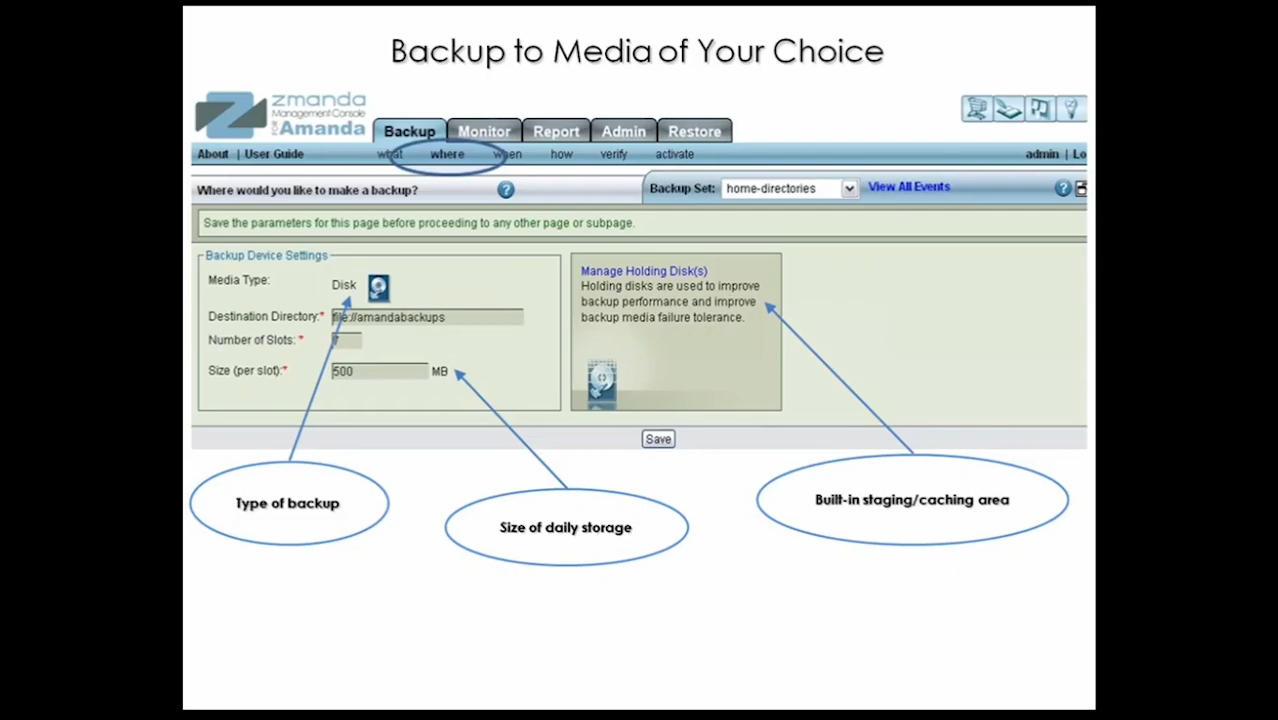 Backup to Media of Your Choice
zmanda
Management Console
FOR Amanda
Backup
Monitor
Report
Admin
Restore
About | User Guide
what
where
when
how
verify
activate
admin | Lo
Where would you like to make a backup?
?
Backup Set:
home-directories
View All Events
?
Save the parameters for this page before proceeding to any other page or subpage.
Backup Device Settings
Media Type:
Disk
Destination Directory:*
file://amandabackups
Number of Slots: *
Size (per slot):*
500
MB
Manage Holding Disk(s)
Holding disks are used to improve
backup performance and improve
backup media failure tolerance.
Save
Type of backup
Size of daily storage
Built-in staging/caching area